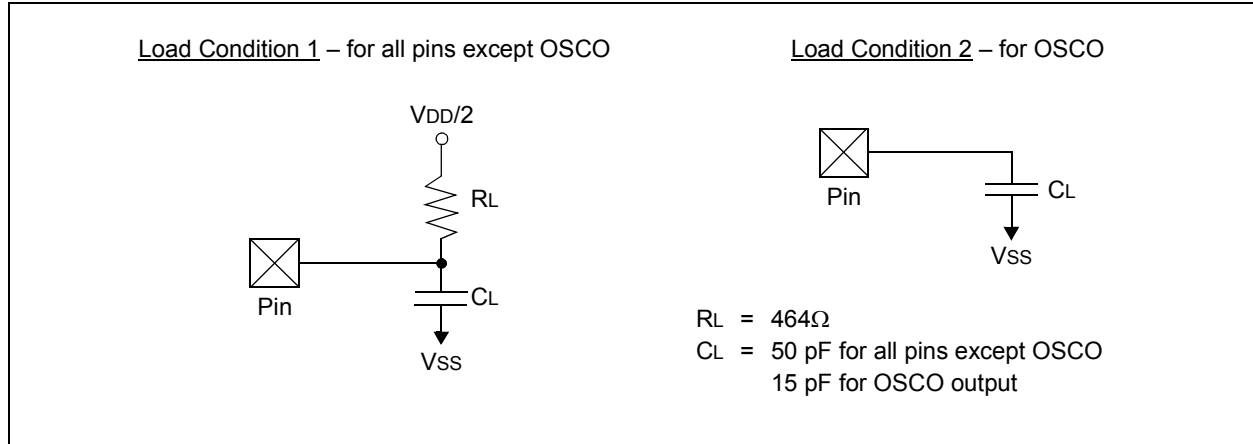 Load Condition 1 – for all pins except OSCO
VDD/2
RL
Pin
CL
VSS
Load Condition 2 – for OSCO
Pin
CL
VSS
RL = 464Ω
CL = 50 pF for all pins except OSCO
15 pF for OSCO output